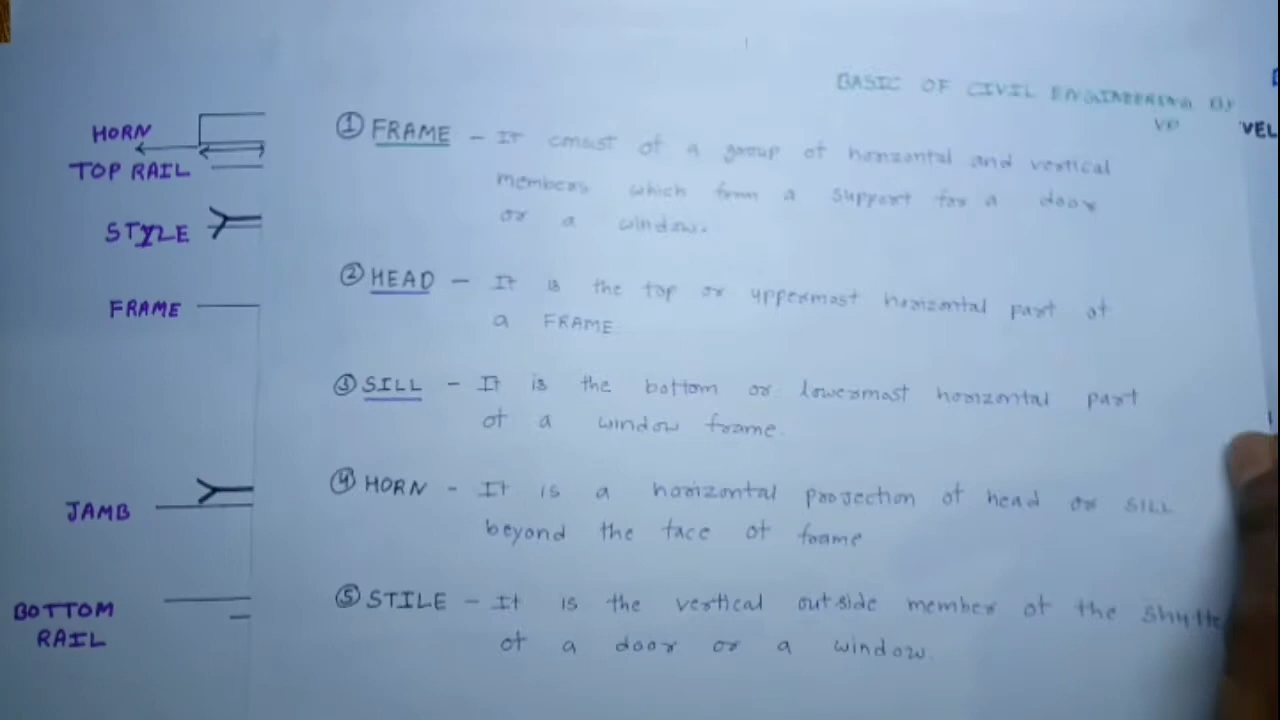 BASIC OF CIVIL ENGINEERING BY
VP
VEL
HORN
TOP RAIL
STYLE
FRAME
JAMB
BOTTOM
RAIL
① FRAME - It consist of a group of horizontal and vertical
members which form a support for a door
or a window.
② HEAD - It is the top or uppermost horizontal part of
a FRAME.
③ SILL - It is the bottom or lowermost horizontal part
of a window frame.
④ HORN - It is a horizontal projection of head or SILL
beyond the face of frame
⑤ STILE - It is the vertical outside member of the shutte
of a door or a window.